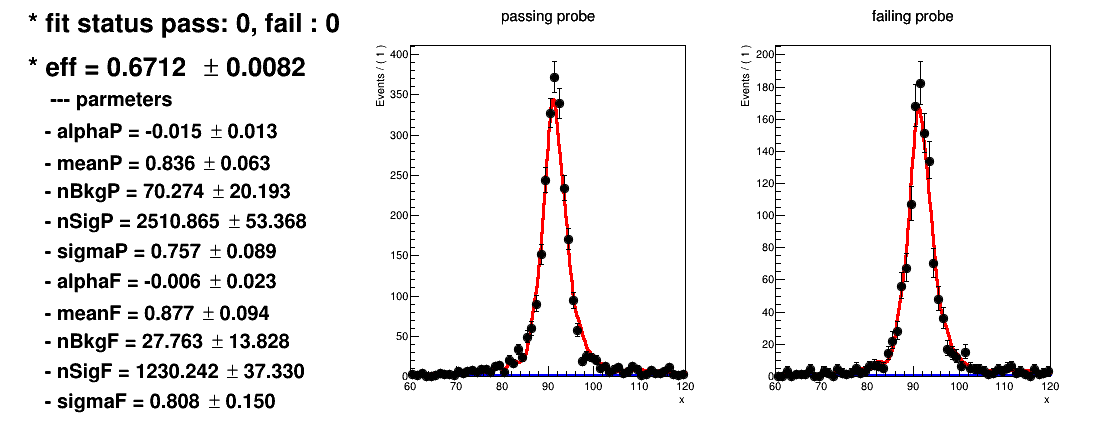 * fit status pass: 0, fail : 0
* eff = 0.6712 ± 0.0082
--- parmeters
- alphaP = -0.015 ± 0.013
- meanP = 0.836 ± 0.063
- nBkgP = 70.274 ± 20.193
- nSigP = 2510.865 ± 53.368
- sigmaP = 0.757 ± 0.089
- alphaF = -0.006 ± 0.023
- meanF = 0.877 ± 0.094
- nBkgF = 27.763 ± 13.828
- nSigF = 1230.242 ± 37.330
- sigmaF = 0.808 ± 0.150
passing probe
Events / ( 1 )
400
350
300
250
200
150
100
50
0
60 70 80 90 100 110 120
x
failing probe
Events / ( 1 )
200
180
160
140
120
100
80
60
40
20
0
60 70 80 90 100 110 120
x